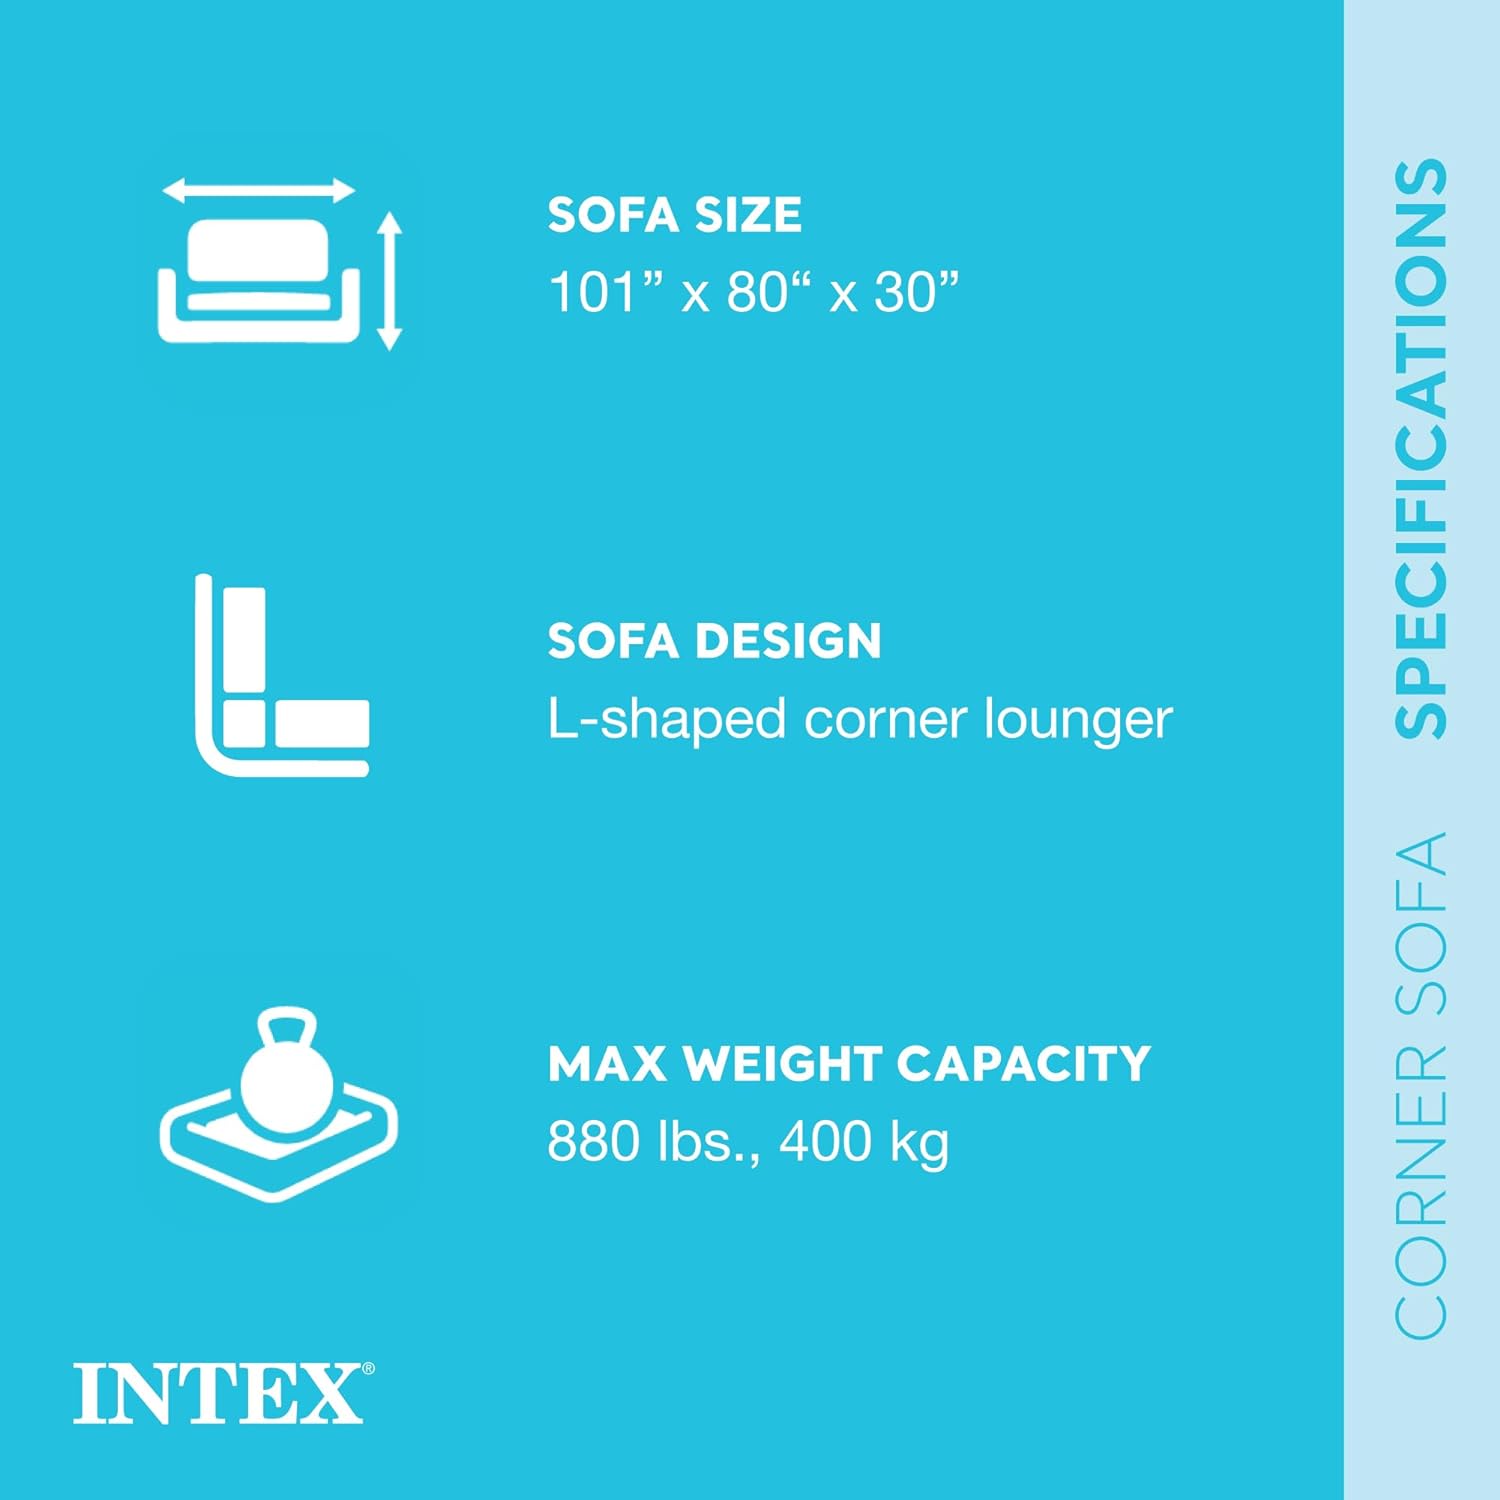 SOFA SIZE
101” x 80“ x 30”
SOFA DESIGN
L-shaped corner lounger
MAX WEIGHT CAPACITY
880 lbs., 400 kg
INTEX®
CORNER SOFA SPECIFICATIONS